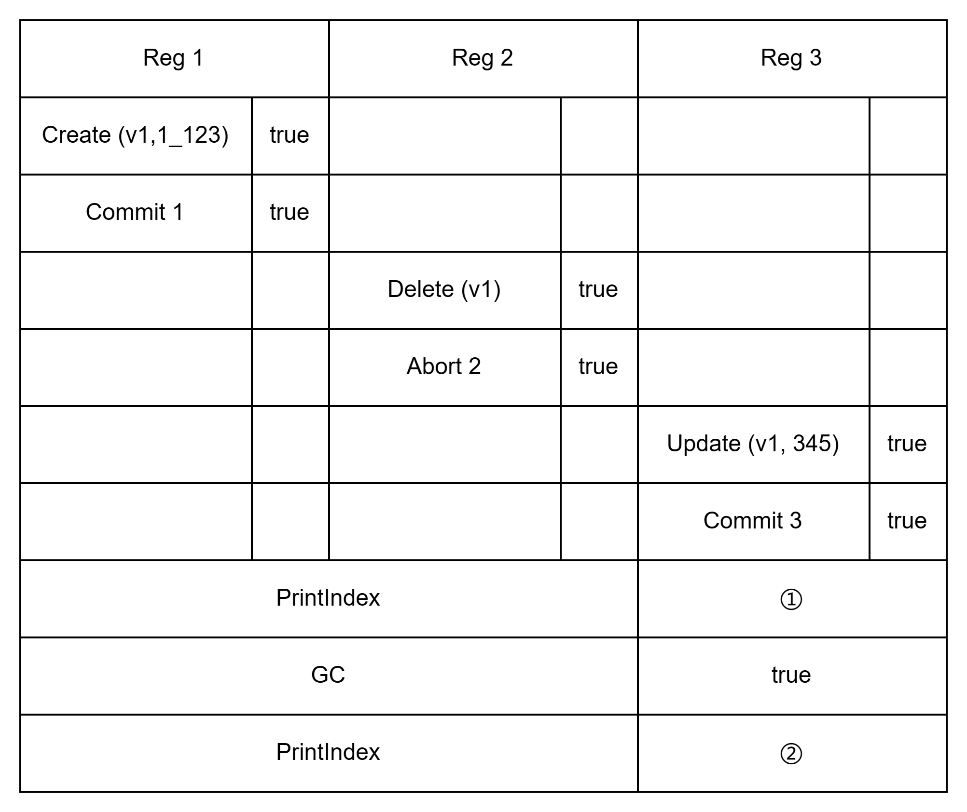 Reg 1 Reg 2 Reg 3
Create (v1,1_123) true
Commit 1 true
Delete (v1) true
Abort 2 true
Update (v1, 345) true
Commit 3 true
PrintIndex ①
GC true
PrintIndex ②